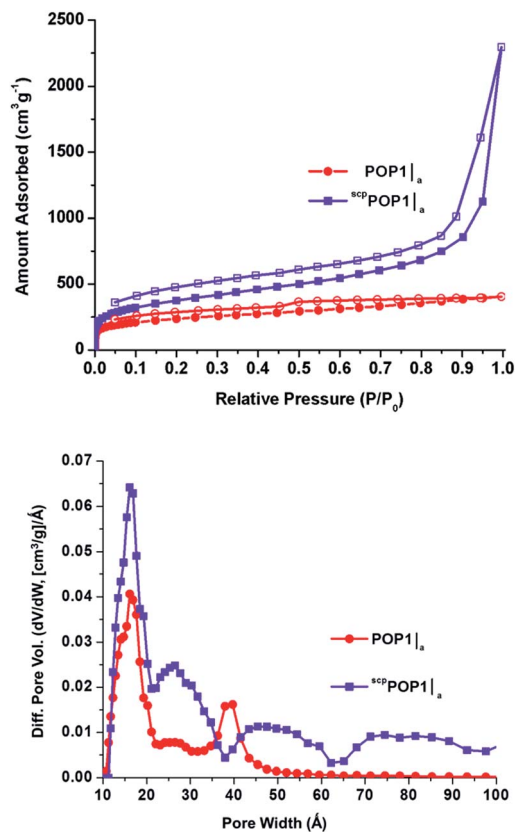 2500
2000
1500
1000
500
0
Amount Adsorbed (cm³g⁻¹)
POP1|ₐ
ˢᶜᵖPOP1|ₐ
0.0 0.1 0.2 0.3 0.4 0.5 0.6 0.7 0.8 0.9 1.0
Relative Pressure (P/P₀)
0.07
0.06
0.05
0.04
0.03
0.02
0.01
0.00
Diff. Pore Vol. (dV/dW, [cm³/g]/Å)
POP1|ₐ
ˢᶜᵖPOP1|ₐ
10 20 30 40 50 60 70 80 90 100
Pore Width (Å)